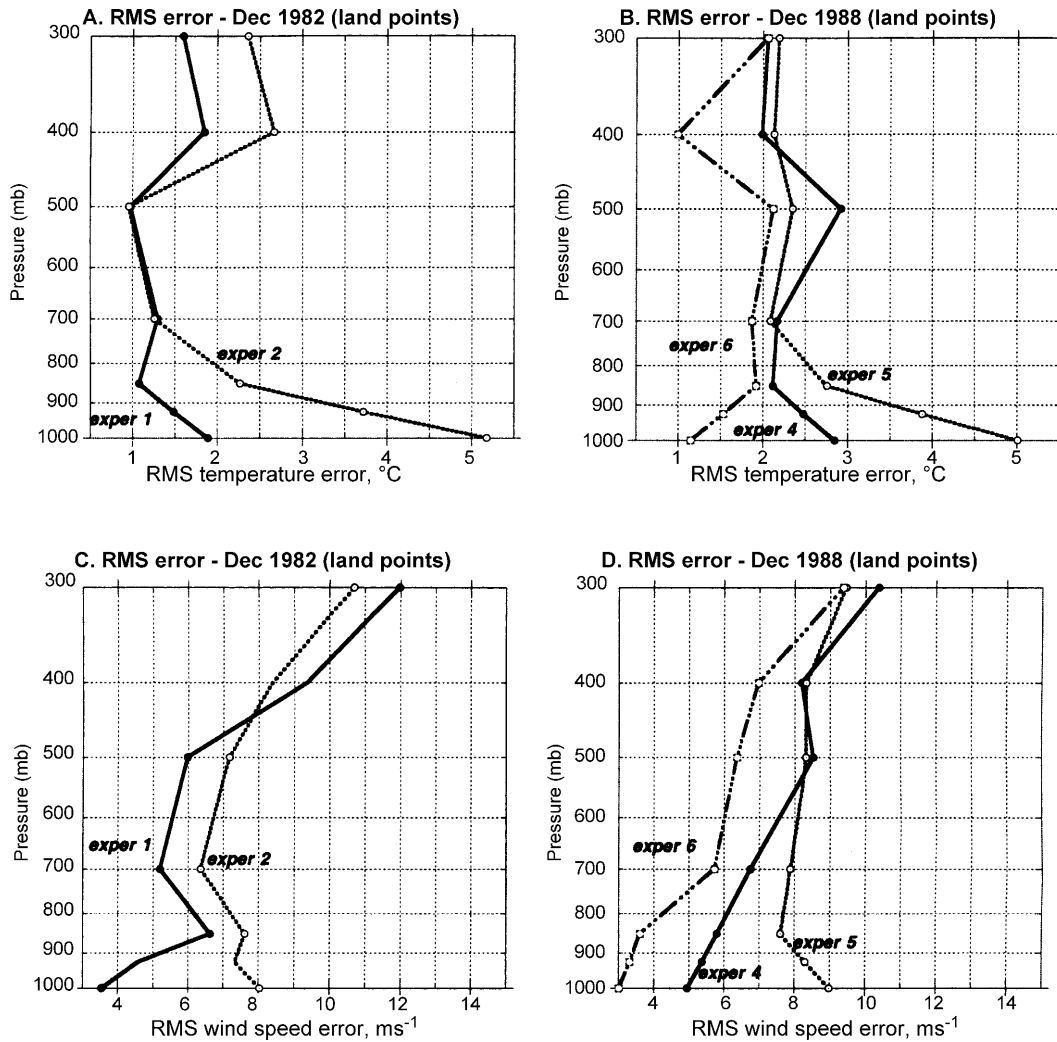 A. RMS error - Dec 1982 (land points)
300
400
500
600
700
800
900
1000
Pressure (mb)
exper 2
exper 1
1 2 3 4 5
RMS temperature error, °C
B. RMS error - Dec 1988 (land points)
300
400
500
600
700
800
900
1000
Pressure (mb)
exper 6
exper 5
exper 4
1 2 3 4 5
RMS temperature error, °C
C. RMS error - Dec 1982 (land points)
300
400
500
600
700
800
900
1000
Pressure (mb)
exper 1
exper 2
4 6 8 10 12 14
RMS wind speed error, ms⁻¹
D. RMS error - Dec 1988 (land points)
300
400
500
600
700
800
900
1000
Pressure (mb)
exper 6
exper 5
exper 4
4 6 8 10 12 14
RMS wind speed error, ms⁻¹